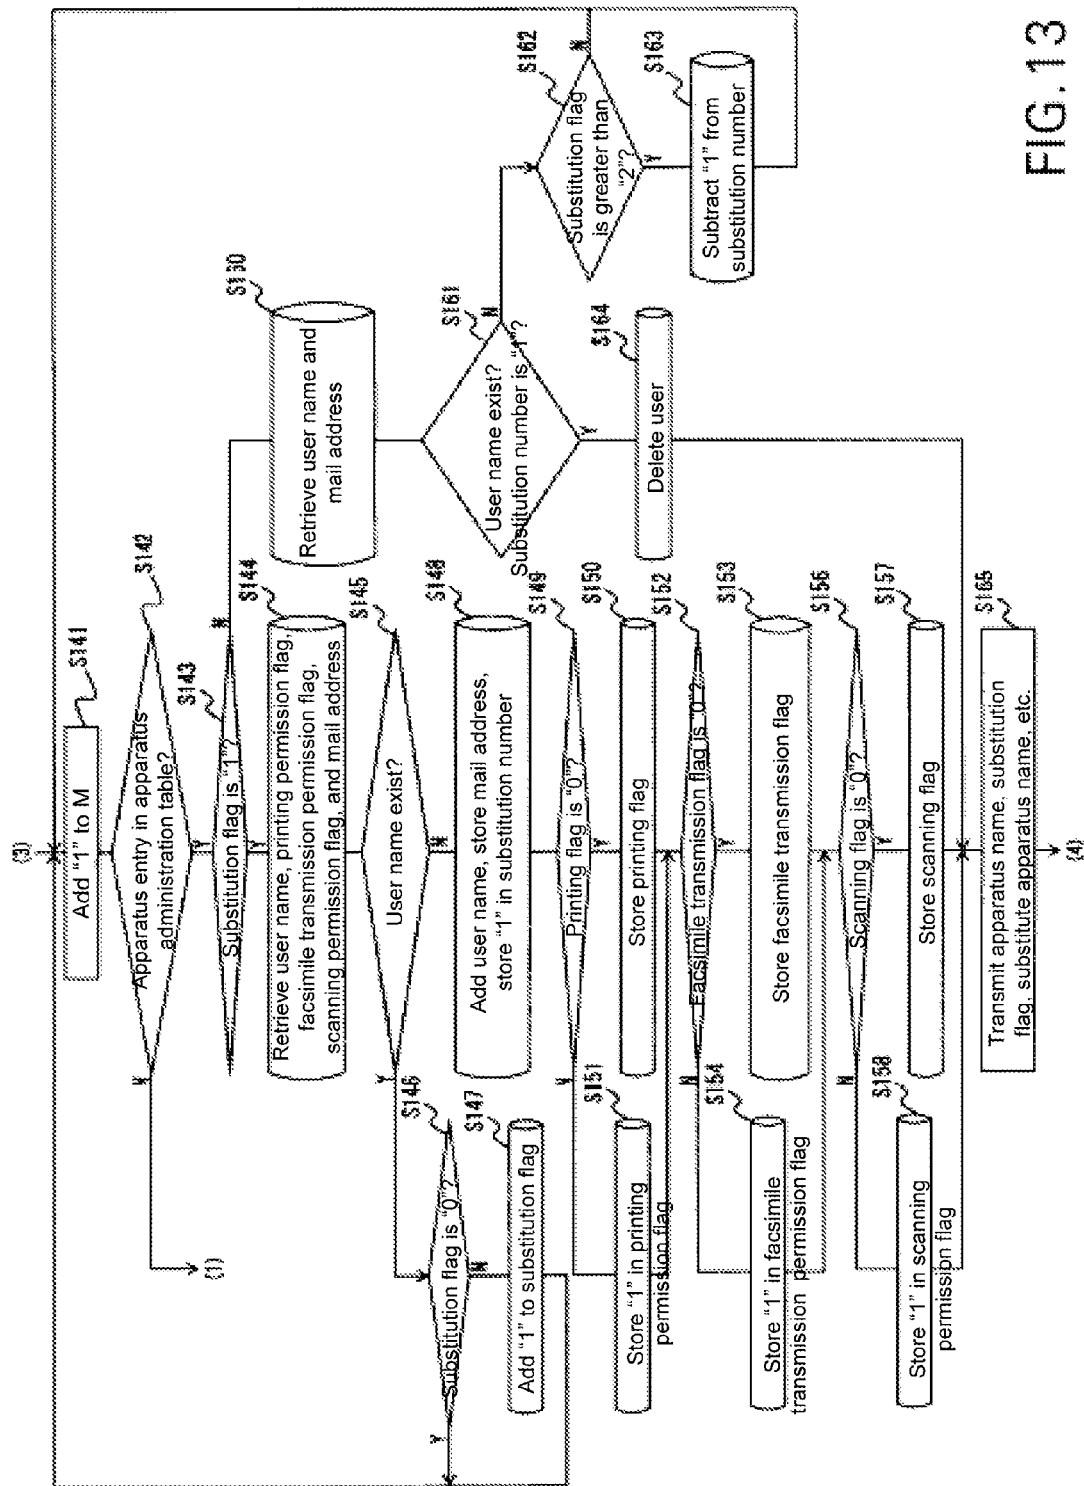 (3)
S141
Add "1" to M
S142
Apparatus entry in apparatus
administration table?
N
Y
(1)
S143
Substitution flag is "1"?
N
Y
S144
Retrieve user name, printing permission flag,
facsimile transmission permission flag,
scanning permission flag, and mail address
S145
User name exist?
Y
N
S146
Substitution flag is "0"?
Y
N
S147
Add "1" to substitution flag
S148
Add user name, store mail address,
store "1" in substitution number
S149
Printing flag is "0"?
N
Y
S150
Store printing flag
S151
Store "1" in printing
permission flag
S152
Facsimile transmission flag is "0"?
N
Y
S153
Store facsimile transmission flag
S154
Store "1" in facsimile
transmission permission flag
S156
Scanning flag is "0"?
N
Y
S157
Store scanning flag
S158
Store "1" in scanning
permission flag
S130
Retrieve user name and
mail address
S161
User name exist?
Substitution number is "1"?
N
Y
S162
Substitution flag
is greater than
"2"?
N
Y
S163
Subtract "1" from
substitution number
S164
Delete user
S165
Transmit apparatus name, substitution
flag, substitute apparatus name, etc.
(4)
FIG. 13